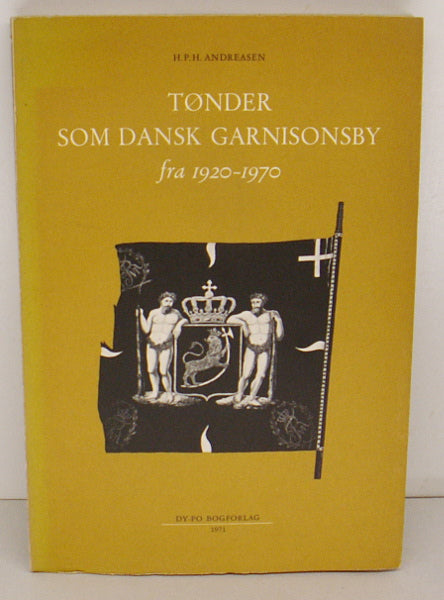 H.P.H. ANDREASEN
TØNDER
SOM DANSK GARNISONSBY
fra 1920-1970
DY-PO BOGFORLAG
1971